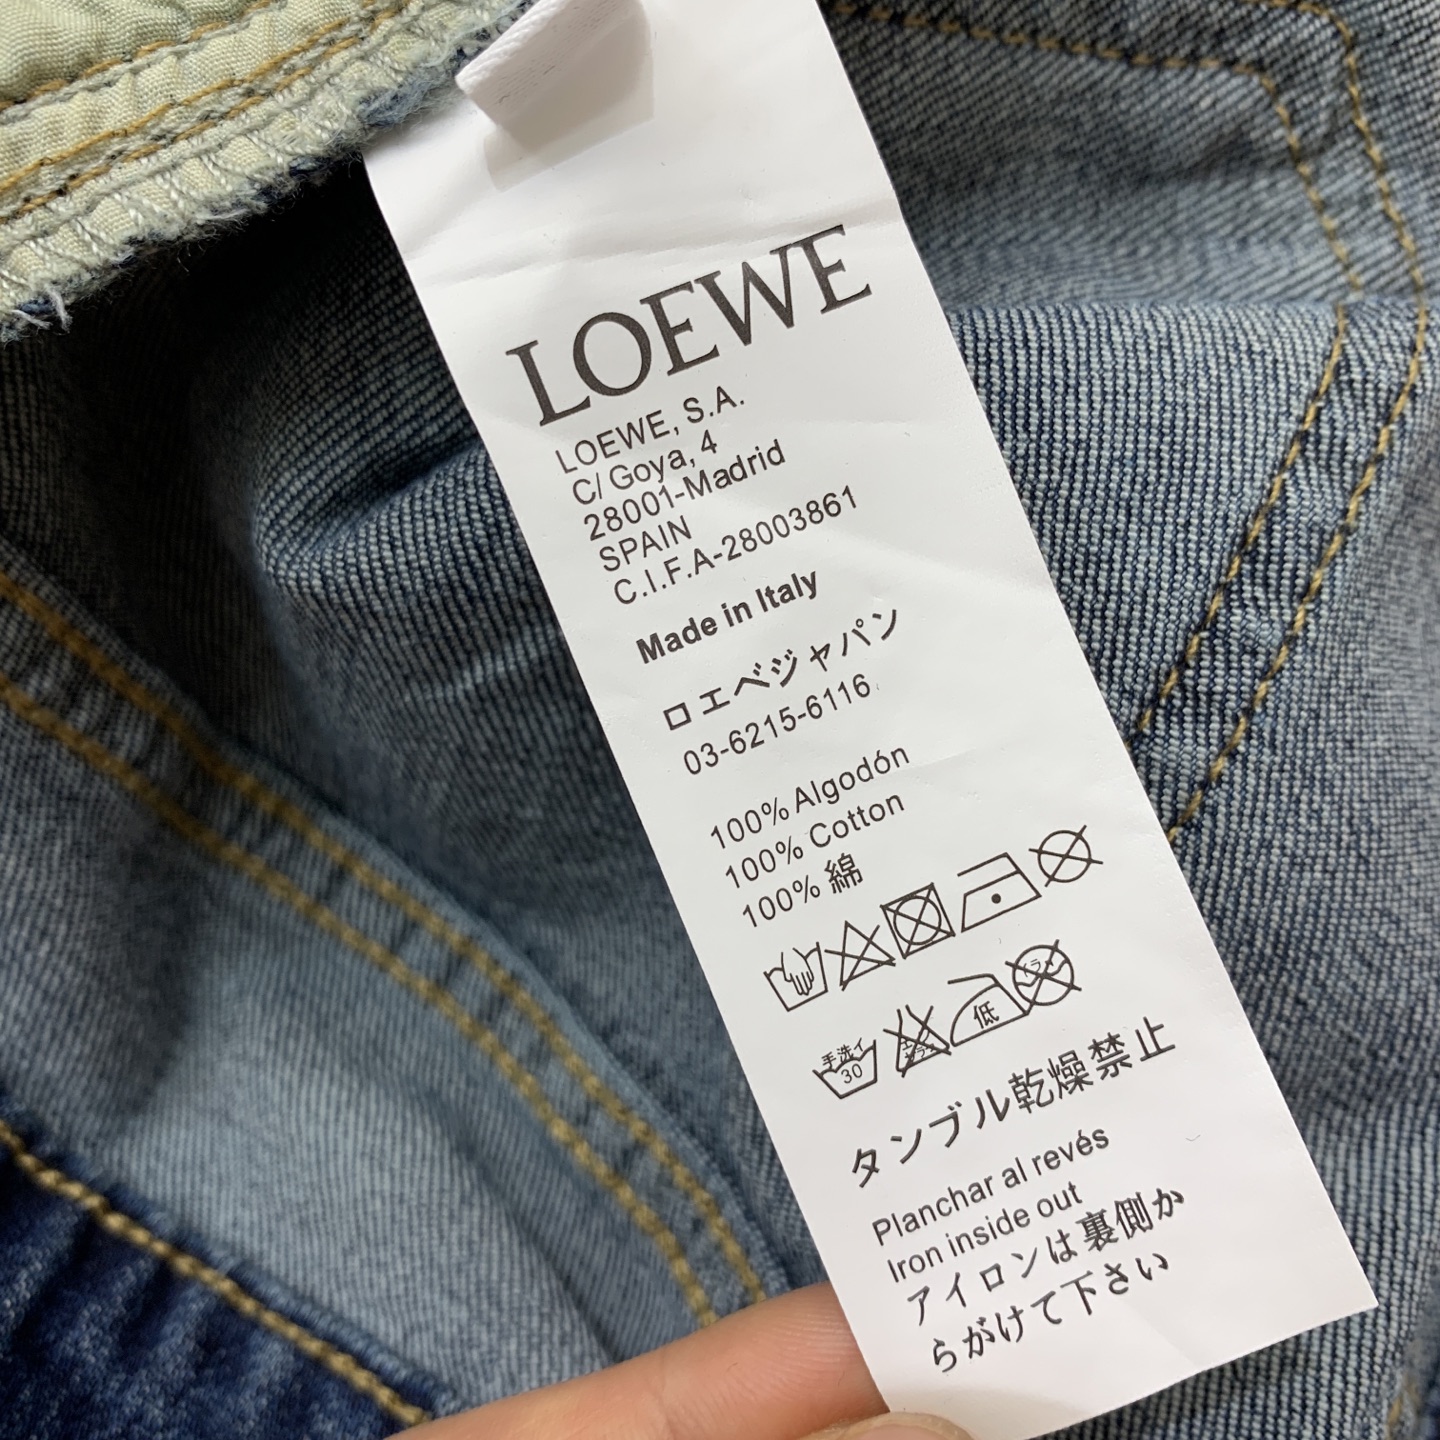 LOEWE
LOEWE, S.A.
C/ Goya, 4
28001-Madrid
SPAIN
C.I.F.A-28003861
Made in Italy
ロエベジャパン
03-6215-6116
100% Algodón
100% Cotton
100% 綿
手洗イ
30
低
タンブル乾燥禁止
Planchar al revés
Iron inside out
アイロンは裏側か
らがけて下さい